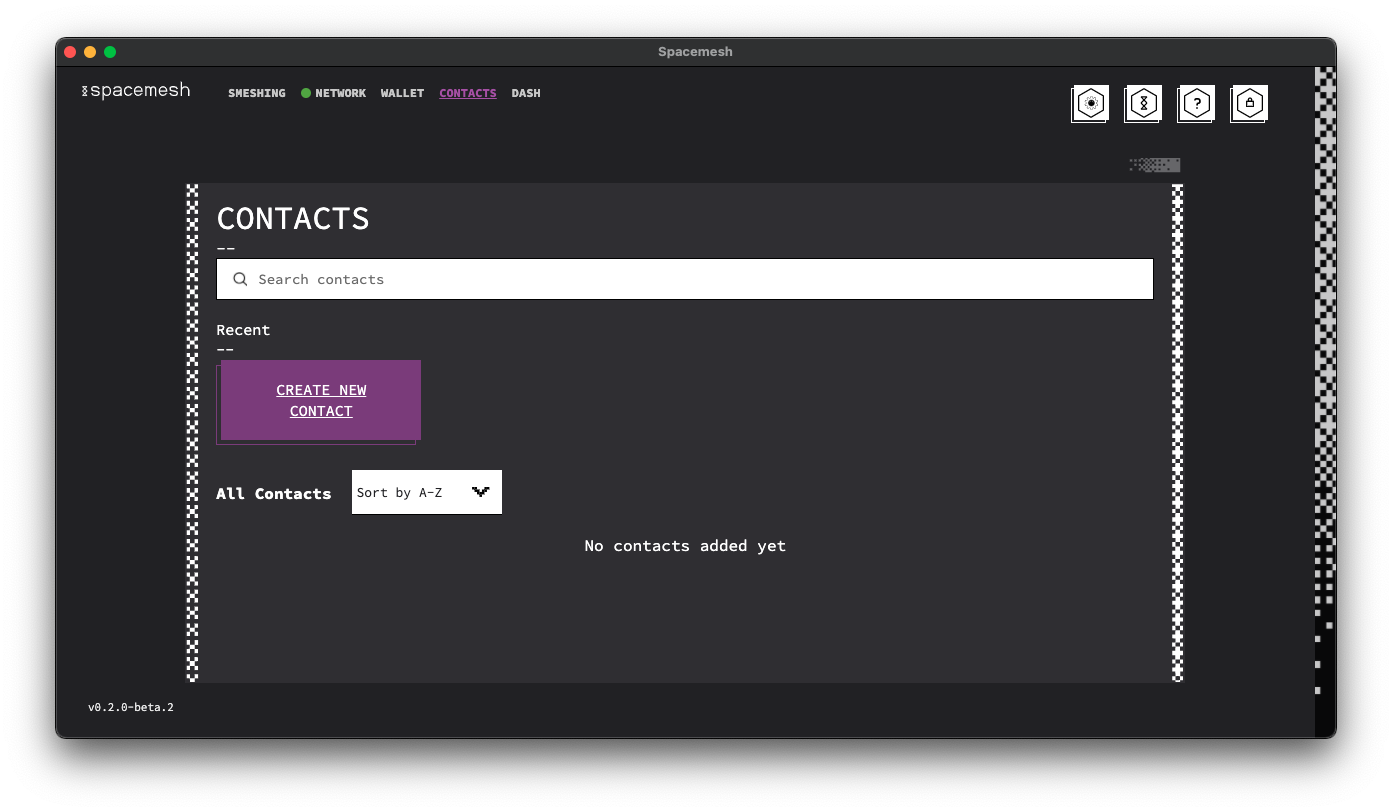 Spacemesh
spacemesh
SMESHING NETWORK WALLET CONTACTS DASH
?
CONTACTS
--
Search contacts
Recent
--
CREATE NEW
CONTACT
All Contacts
Sort by A-Z
No contacts added yet
v0.2.0-beta.2